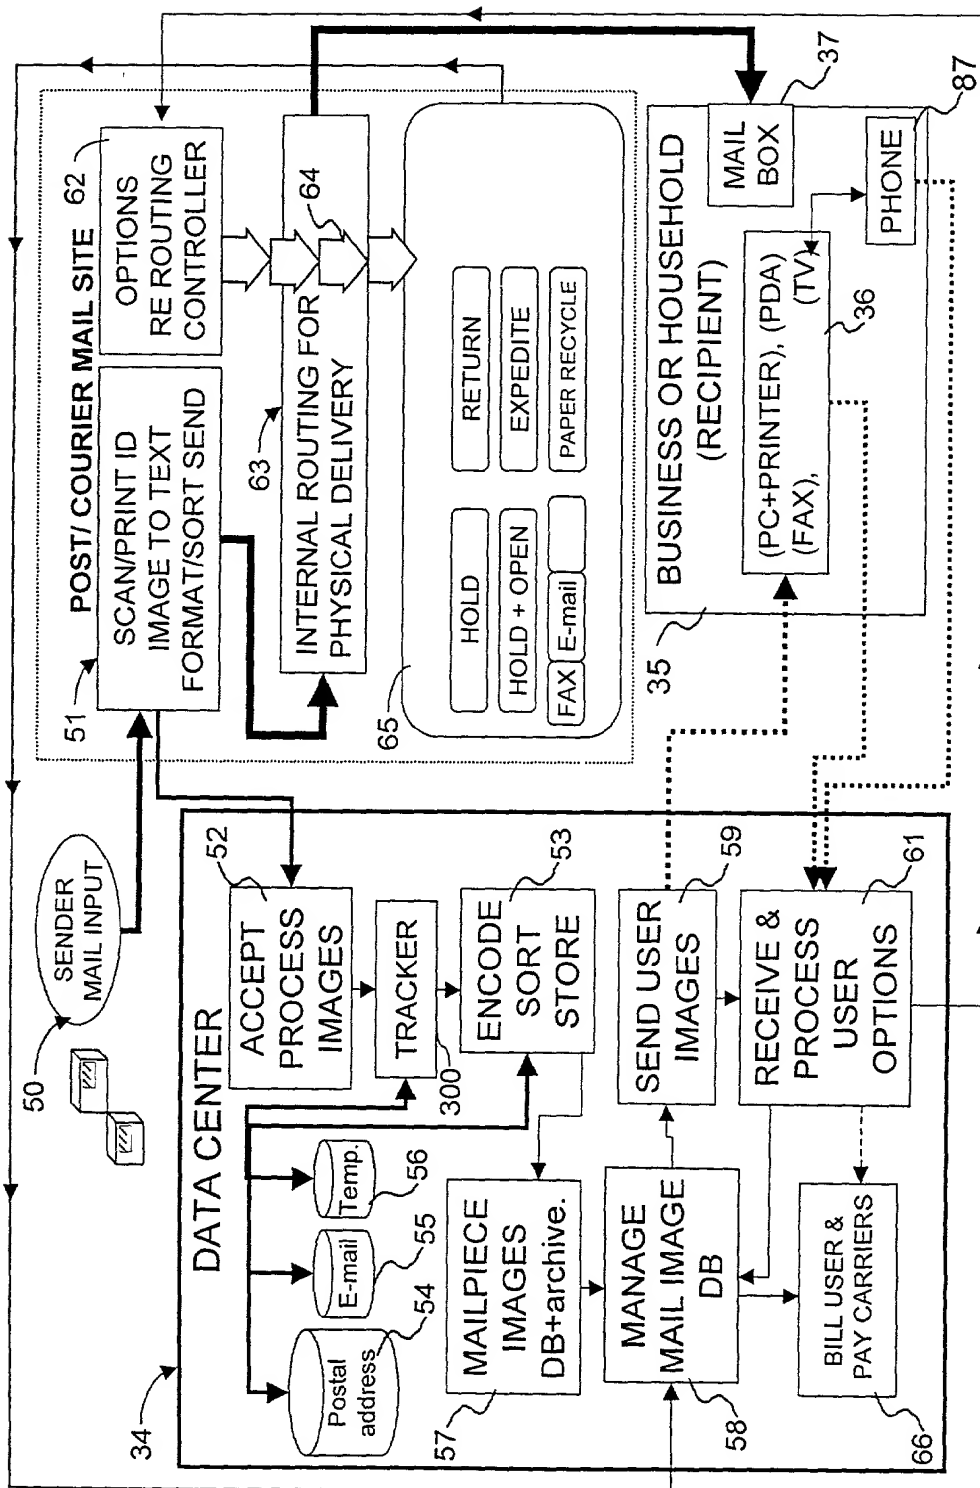 50
SENDER
MAIL INPUT
POST/ COURIER MAIL SITE
51
SCAN/PRINT ID
IMAGE TO TEXT
FORMAT/SORT SEND
62
OPTIONS
RE ROUTING
CONTROLLER
63
INTERNAL ROUTING FOR
PHYSICAL DELIVERY
64
65
HOLD
RETURN
HOLD + OPEN
EXPEDITE
FAX
E-mail
PAPER RECYCLE
34
DATA CENTER
Postal
address
54
E-mail
55
Temp.
56
52
ACCEPT
PROCESS
IMAGES
TRACKER
300
ENCODE
SORT
STORE
53
MAILPIECE
IMAGES
DB+archive.
57
MANAGE
MAIL IMAGE
DB
58
SEND USER
IMAGES
59
RECEIVE &
PROCESS
USER
OPTIONS
61
BILL USER &
PAY CARRIERS
66
BUSINESS OR HOUSEHOLD
(RECIPIENT)
35
(PC+PRINTER), (PDA)
(FAX), (TV)
36
MAIL
BOX
37
PHONE
87